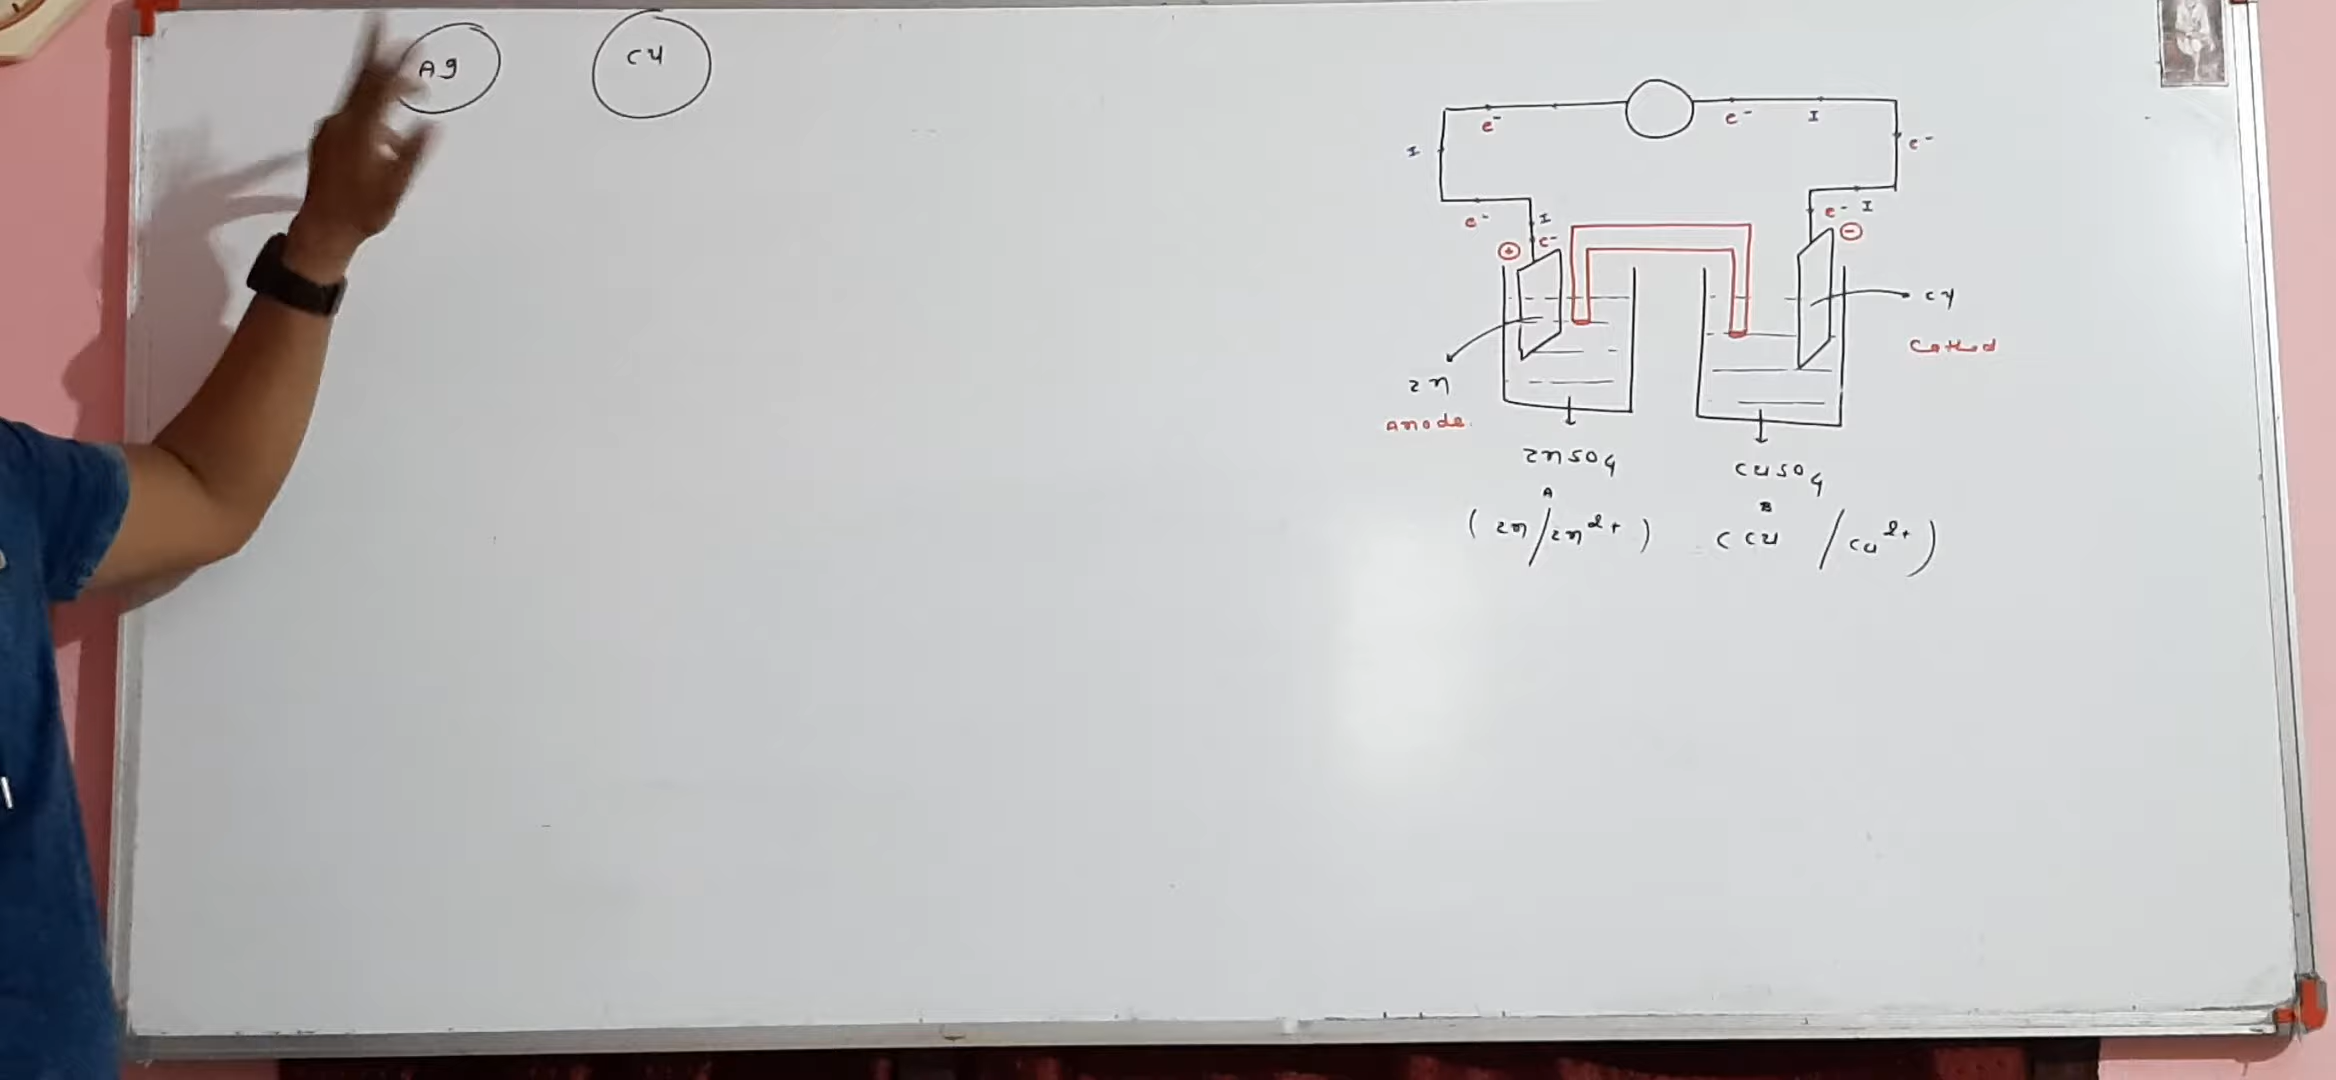 Ag
Cu
e-
e-
I
I
e-
e-
I
e-
I
e-
+
-
Cu
Cathod
Zn
Anode.
ZnSO4
CuSO4
A
B
(Zn/Zn2+)
(Cu /Cu2+)